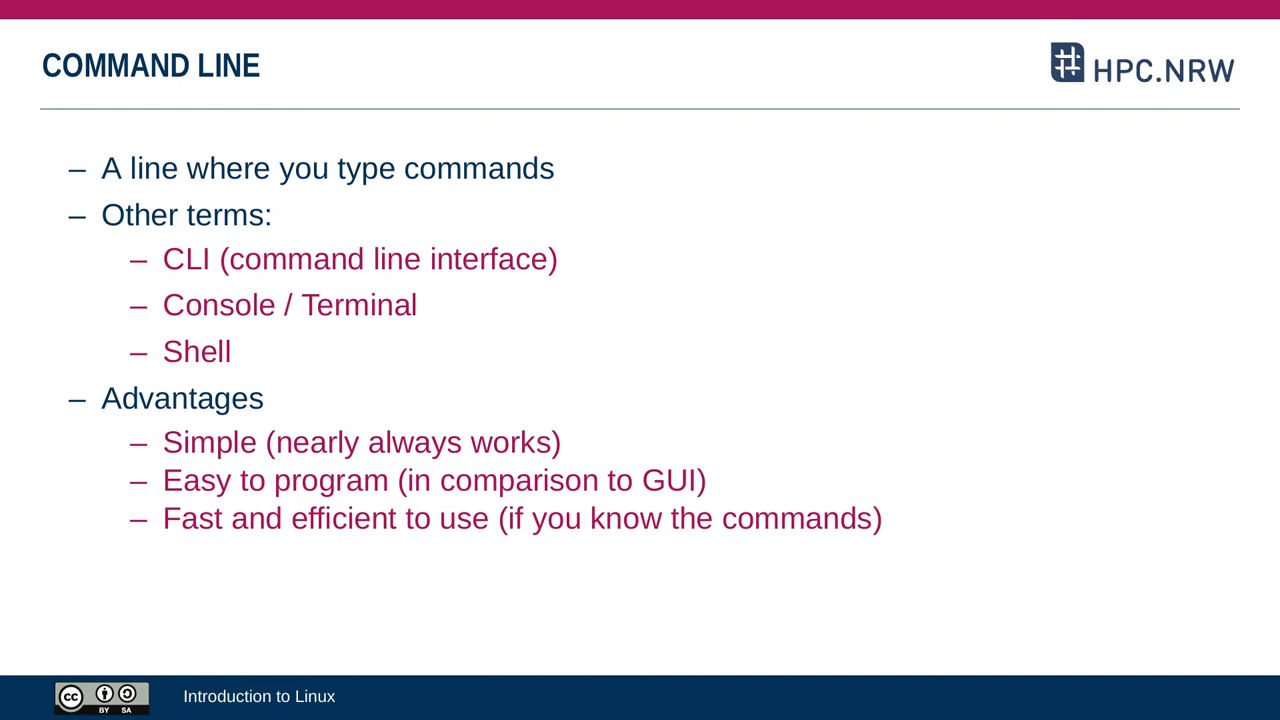 COMMAND LINE
HPC.NRW
– A line where you type commands
– Other terms:
– CLI (command line interface)
– Console / Terminal
– Shell
– Advantages
– Simple (nearly always works)
– Easy to program (in comparison to GUI)
– Fast and efficient to use (if you know the commands)
cc
BY SA
Introduction to Linux